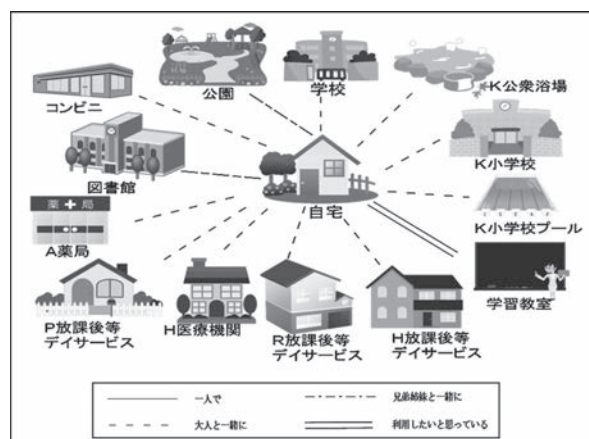 コンビニ
公園
学校
K公衆浴場
図書館
K小学校
自宅
A薬局
薬 局
K小学校プール
学習教室
P放課後等
デイサービス
H医療機関
R放課後等
デイサービス
H放課後等
デイサービス
一人で
兄弟姉妹と一緒に
大人と一緒に
利用したいと思っている